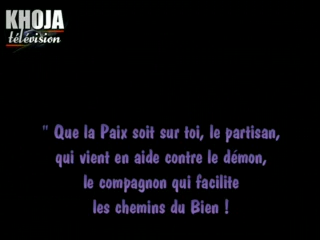 KHOJA
télévision
" Que la Paix soit sur toi, le partisan,
qui vient en aide contre le démon,
le compagnon qui facilite
les chemins du Bien !